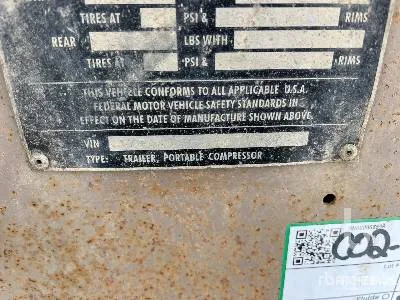 TIRES AT PSI & RIMS
REAR LBS WITH
TIRES AT PSI & RIMS
THIS VEHICLE CONFORMS TO ALL APPLICABLE U.S.A.
FEDERAL MOTOR VEHICLE SAFETY STANDARDS IN
EFFECT ON THE DATE OF MANUFACTURE SHOWN ABOVE.
VIN
TYPE: TRAILER, PORTABLE COMPRESSOR
002-